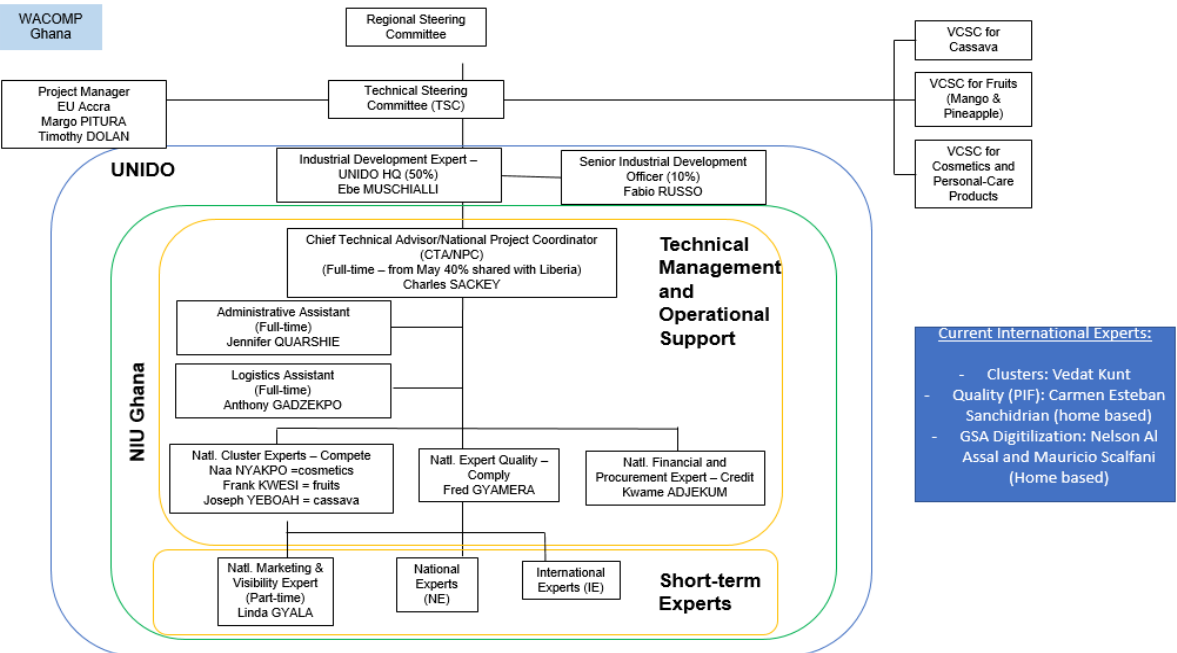 WACOMP
Ghana
Regional Steering
Committee
VCSC for
Cassava
Project Manager
EU Accra
Margo PITURA
Timothy DOLAN
Technical Steering
Committee (TSC)
VCSC for Fruits
(Mango &
Pineapple)
VCSC for
Cosmetics and
Personal-Care
Products
UNIDO
Industrial Development Expert –
UNIDO HQ (50%)
Ebe MUSCHIALLI
Senior Industrial Development
Officer (10%)
Fabio RUSSO
Chief Technical Advisor/National Project Coordinator
(CTA/NPC)
(Full-time – from May 40% shared with Liberia)
Charles SACKEY
Technical
Management
and
Operational
Support
Administrative Assistant
(Full-time)
Jennifer QUARSHIE
Logistics Assistant
(Full-time)
Anthony GADZEKPO
NIU Ghana
Natl. Cluster Experts – Compete
Naa NYAKPO =cosmetics
Frank KWESI = fruits
Joseph YEBOAH = cassava
Natl. Expert Quality –
Comply
Fred GYAMERA
Natl. Financial and
Procurement Expert – Credit
Kwame ADJEKUM
Natl. Marketing &
Visibility Expert
(Part-time)
Linda GYALA
National
Experts
(NE)
International
Experts (IE)
Short-term
Experts
Current International Experts:
- Clusters: Vedat Kunt
- Quality (PIF): Carmen Esteban
Sanchidrian (home based)
- GSA Digitilization: Nelson Al
Assal and Mauricio Scalfani
(Home based)